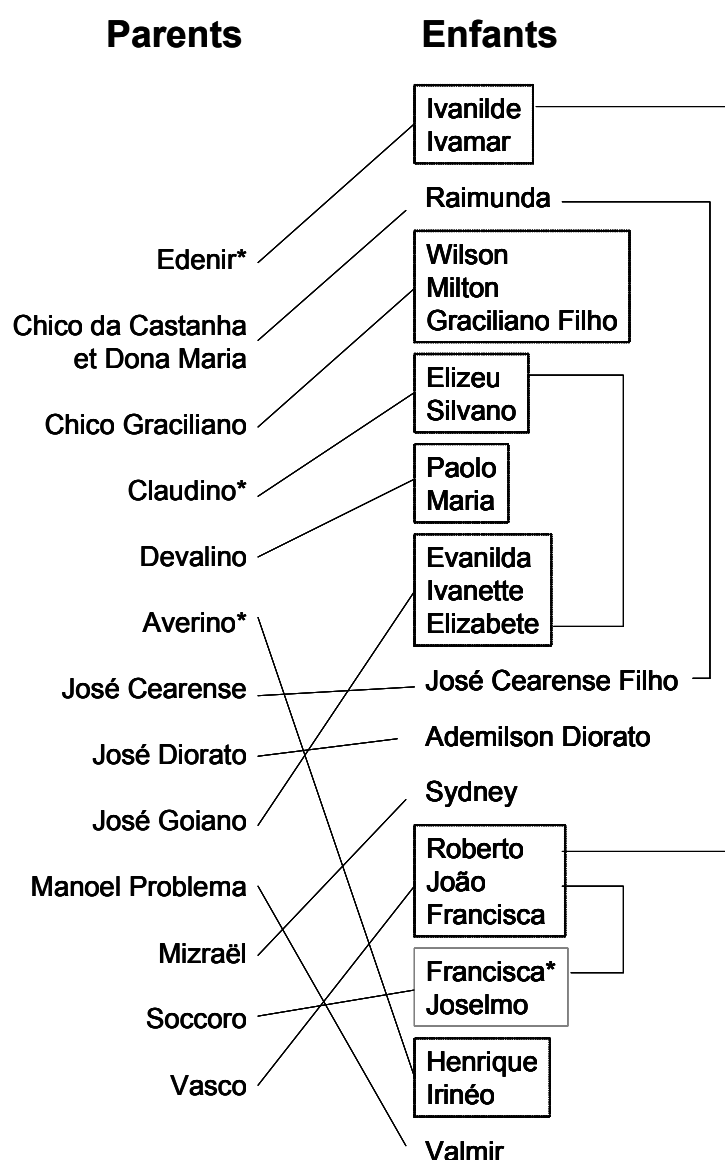 Parents
Enfants
Edenir*
Chico da Castanha
et Dona Maria
Chico Graciliano
Claudino*
Devalino
Averino*
José Cearense
José Diorato
José Goiano
Manoel Problema
Mizraël
Soccoro
Vasco
Ivanilde
Ivamar
Raimunda
Wilson
Milton
Graciliano Filho
Elizeu
Silvano
Paolo
Maria
Evanilda
Ivanette
Elizabete
José Cearense Filho
Ademilson Diorato
Sydney
Roberto
João
Francisca
Francisca*
Joselmo
Henrique
Irinéo
Valmir